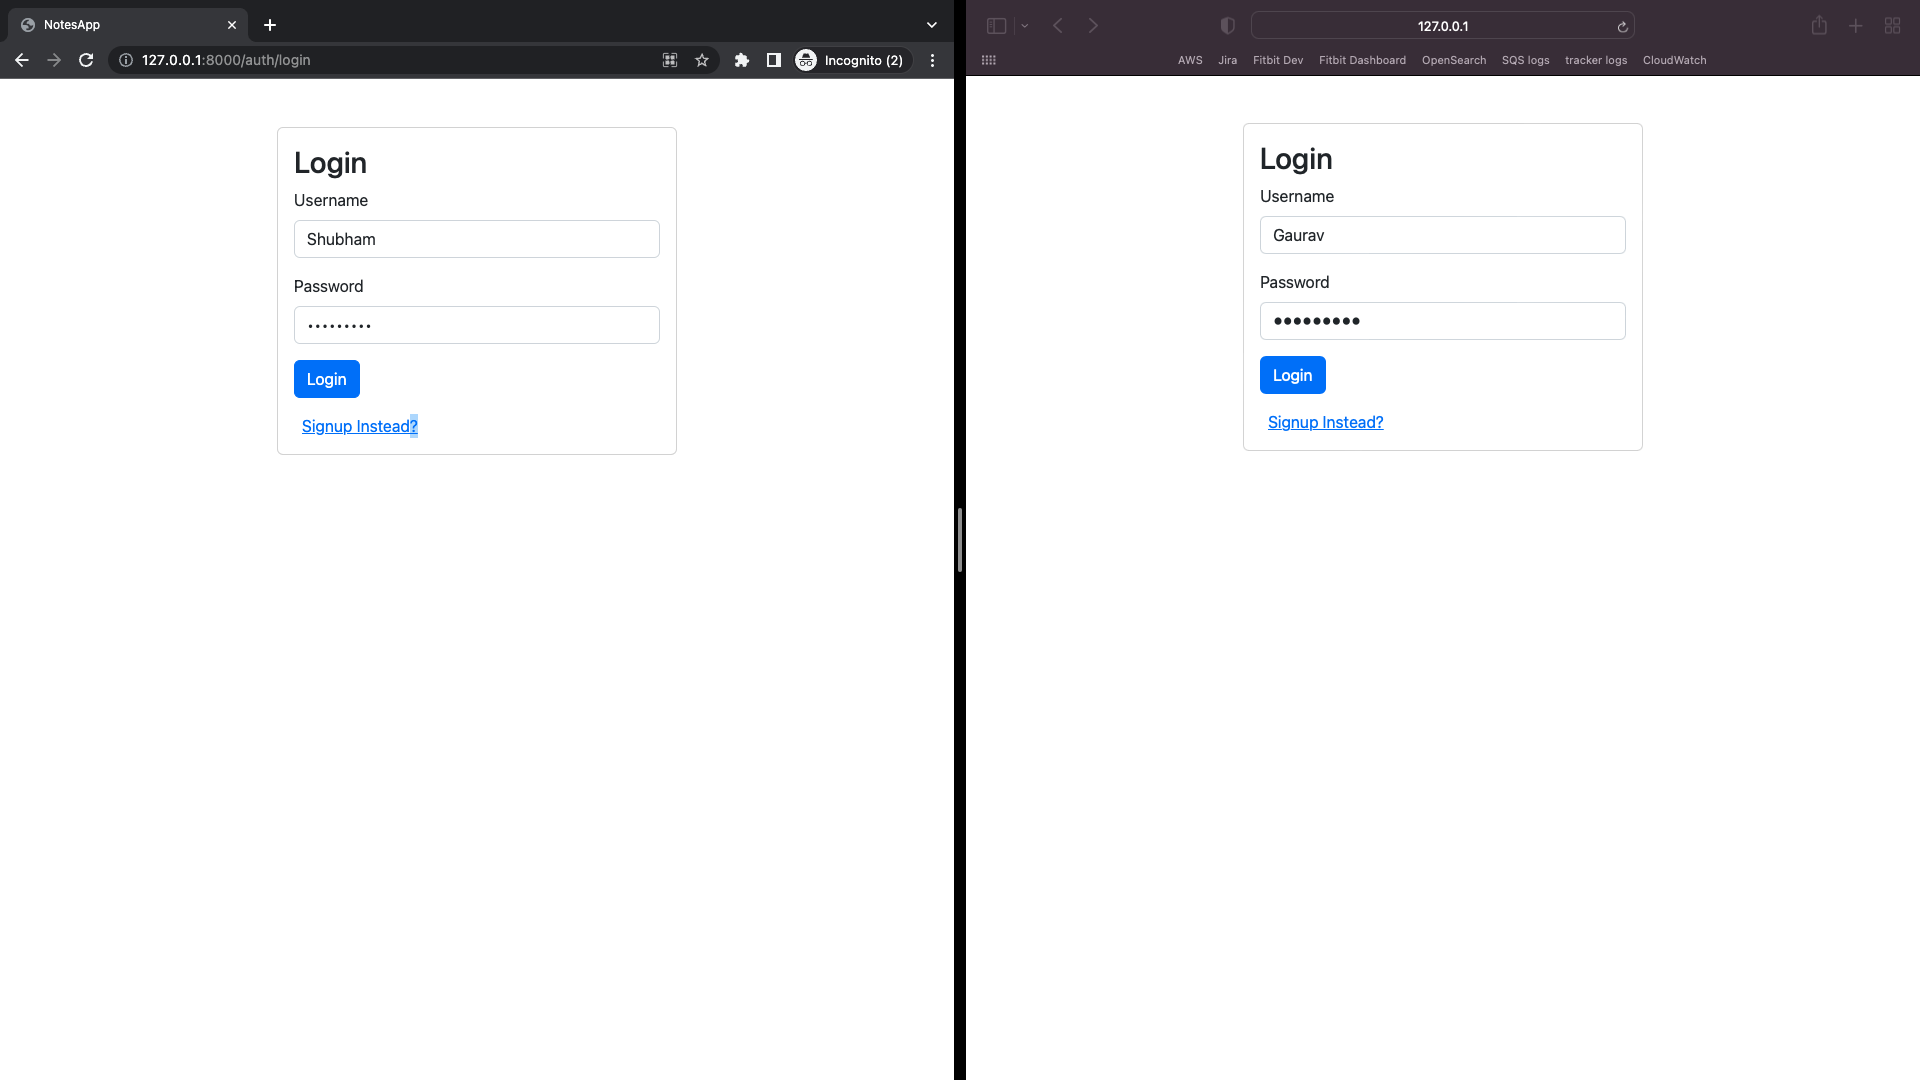 NotesApp
127.0.0.1:8000/auth/login
Incognito (2)
Login
Username
Shubham
Password
•••••••••
Login
Signup Instead?
127.0.0.1
AWS Jira Fitbit Dev Fitbit Dashboard OpenSearch SQS logs tracker logs CloudWatch
Login
Username
Gaurav
Password
•••••••••
Login
Signup Instead?